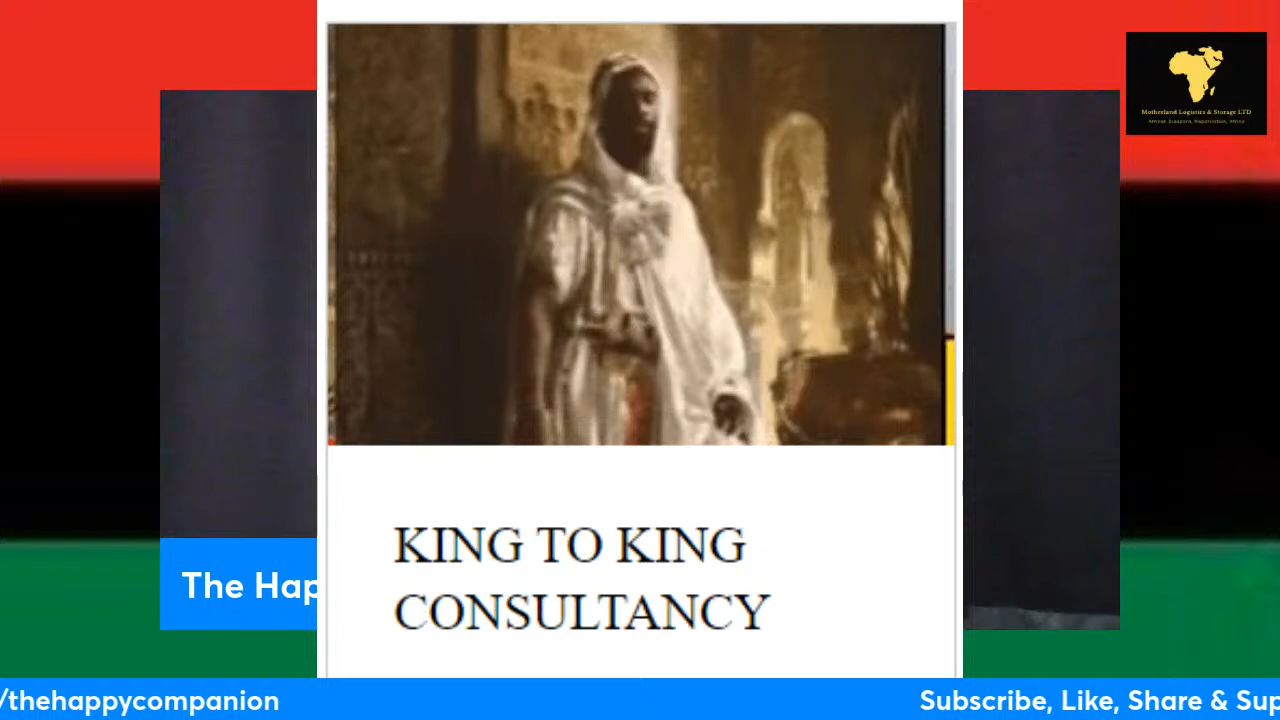 Motherland Logistics & Storage LTD
KING TO KING
CONSULTANCY
The Hap
/thehappycompanion
Subscribe, Like, Share & Sup